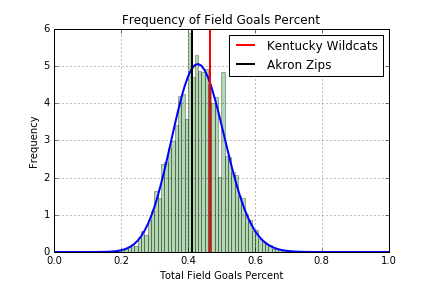 Frequency of Field Goals Percent
6
5
4
3
2
1
0
Frequency
Kentucky Wildcats
Akron Zips
0.0 0.2 0.4 0.6 0.8 1.0
Total Field Goals Percent